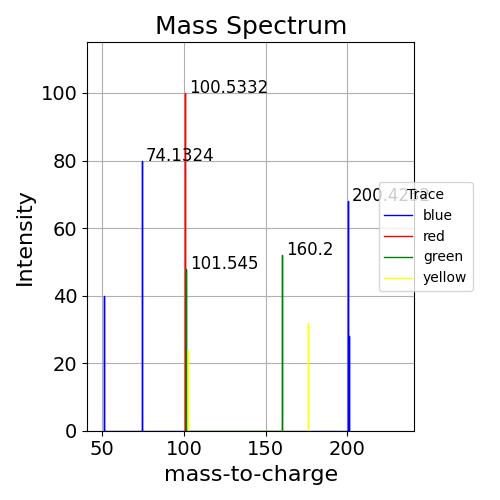 Mass Spectrum
100.5332
74.1324
160.2
101.545
Trace
blue
red
green
yellow
Intensity
0
20
40
60
80
100
50
100
150
200
mass-to-charge